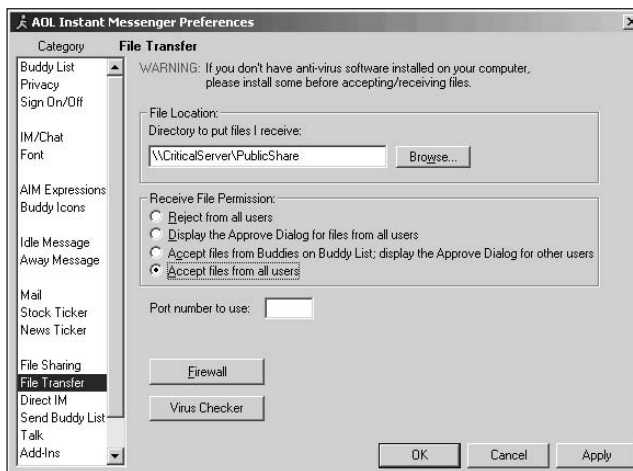 AOL Instant Messenger Preferences
Category
File Transfer
Buddy List
Privacy
Sign On/Off
IM/Chat
Font
AIM Expressions
Buddy Icons
Idle Message
Away Message
Mail
Stock Ticker
News Ticker
File Sharing
File Transfer
Direct IM
Send Buddy List
Talk
Add-Ins
WARNING: If you don't have anti-virus software installed on your computer,
please install some before accepting/receiving files.
File Location:
Directory to put files I receive:
\\CriticalServer\PublicShare
Browse...
Receive File Permission:
Reject from all users
Display the Approve Dialog for files from all users
Accept files from Buddies on Buddy List; display the Approve Dialog for other users
Accept files from all users
Port number to use:
Firewall
Virus Checker
OK
Cancel
Apply